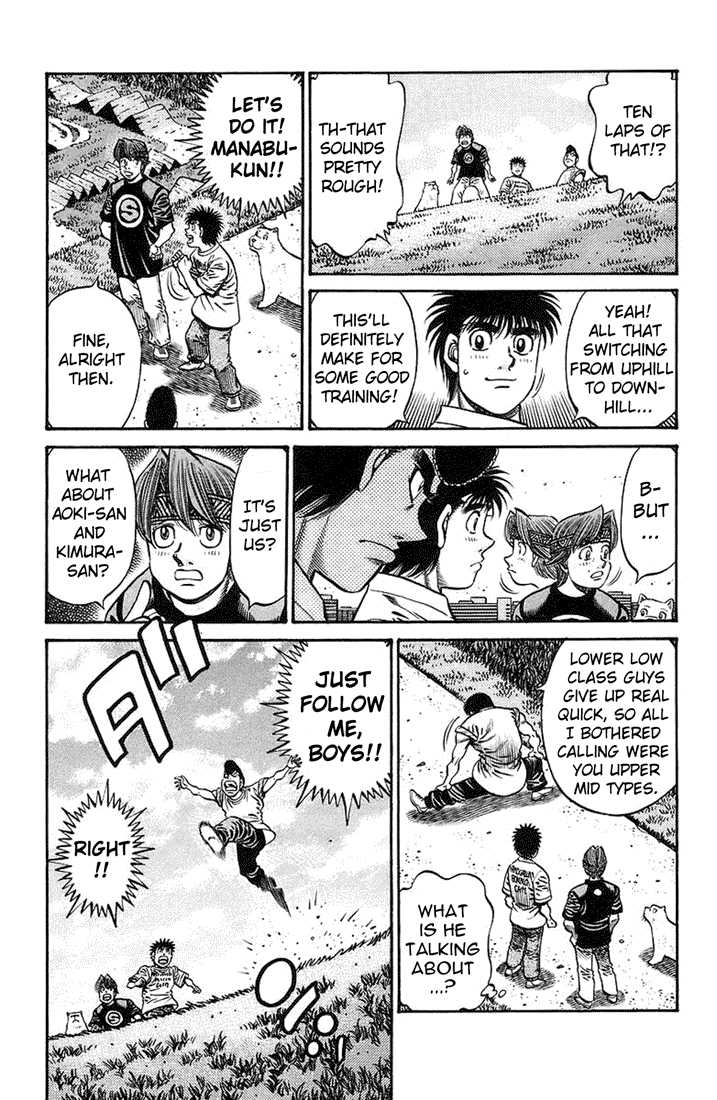 TEN
LAPS OF
THAT!?
TH-THAT
SOUNDS
PRETTY
ROUGH!
YEAH!
ALL THAT
SWITCHING
FROM UPHILL
TO DOWN-
HILL...
THIS'LL
DEFINITELY
MAKE FOR
SOME GOOD
TRAINING!
LET'S
DO IT!
MANABU-
KUN!!
S
FINE,
ALRIGHT
THEN.
B-
BUT
...
IT'S
JUST
US?
WHAT
ABOUT
AOKI-SAN
AND
KIMURA-
SAN?
LOWER LOW
CLASS GUYS
GIVE UP REAL
QUICK, SO ALL
I BOTHERED
CALLING WERE
YOU UPPER
MID TYPES.
WHAT
IS HE
TALKING
ABOUT
....?
JUST
FOLLOW
ME,
BOYS!!
RIGHT
!!